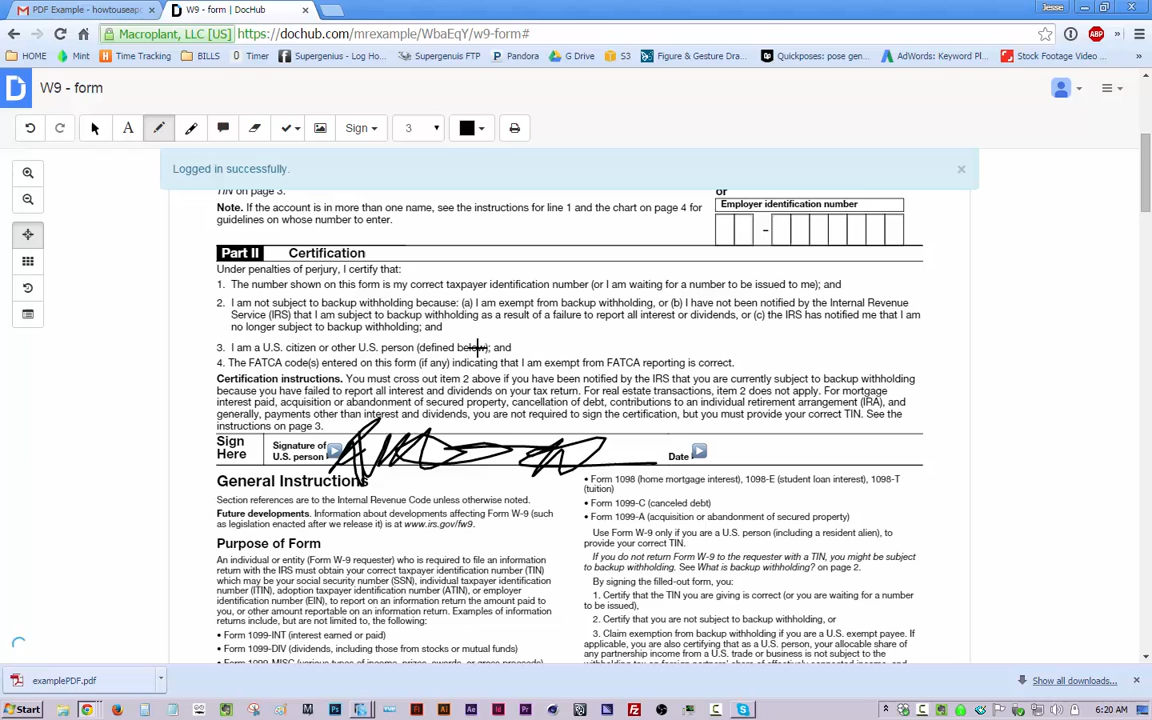 PDF Example - howtouseap
W9 - form | DocHub
Jesse
Macroplant, LLC [US]
https://dochub.com/mrexample/WbaEqY/w9-form#
HOME
Mint
Time Tracking
BILLS
Timer
Supergenius - Log Ho...
Supergenuis FTP
Pandora
G Drive
S3
Figure & Gesture Dra...
Quickposes: pose gen...
AdWords: Keyword Pl...
Stock Footage Video ...
W9 - form
A
Sign
3
Logged in successfully.
TIN on page 3.
or
Note. If the account is in more than one name, see the instructions for line 1 and the chart on page 4 for
guidelines on whose number to enter.
Employer identification number
–
Part II Certification
Under penalties of perjury, I certify that:
1. The number shown on this form is my correct taxpayer identification number (or I am waiting for a number to be issued to me); and
2. I am not subject to backup withholding because: (a) I am exempt from backup withholding, or (b) I have not been notified by the Internal Revenue
Service (IRS) that I am subject to backup withholding as a result of a failure to report all interest or dividends, or (c) the IRS has notified me that I am
no longer subject to backup withholding; and
3. I am a U.S. citizen or other U.S. person (defined below); and
4. The FATCA code(s) entered on this form (if any) indicating that I am exempt from FATCA reporting is correct.
Certification instructions. You must cross out item 2 above if you have been notified by the IRS that you are currently subject to backup withholding
because you have failed to report all interest and dividends on your tax return. For real estate transactions, item 2 does not apply. For mortgage
interest paid, acquisition or abandonment of secured property, cancellation of debt, contributions to an individual retirement arrangement (IRA), and
generally, payments other than interest and dividends, you are not required to sign the certification, but you must provide your correct TIN. See the
instructions on page 3.
Sign
Here
Signature of
U.S. person
Date
General Instructions
Section references are to the Internal Revenue Code unless otherwise noted.
Future developments. Information about developments affecting Form W-9 (such
as legislation enacted after we release it) is at www.irs.gov/fw9.
Purpose of Form
An individual or entity (Form W-9 requester) who is required to file an information
return with the IRS must obtain your correct taxpayer identification number (TIN)
which may be your social security number (SSN), individual taxpayer identification
number (ITIN), adoption taxpayer identification number (ATIN), or employer
identification number (EIN), to report on an information return the amount paid to
you, or other amount reportable on an information return. Examples of information
returns include, but are not limited to, the following:
• Form 1099-INT (interest earned or paid)
• Form 1099-DIV (dividends, including those from stocks or mutual funds)
• Form 1099-MISC (various types of income, prizes, awards, or gross proceeds)
• Form 1098 (home mortgage interest), 1098-E (student loan interest), 1098-T
(tuition)
• Form 1099-C (canceled debt)
• Form 1099-A (acquisition or abandonment of secured property)
Use Form W-9 only if you are a U.S. person (including a resident alien), to
provide your correct TIN.
If you do not return Form W-9 to the requester with a TIN, you might be subject
to backup withholding. See What is backup withholding? on page 2.
By signing the filled-out form, you:
1. Certify that the TIN you are giving is correct (or you are waiting for a number
to be issued),
2. Certify that you are not subject to backup withholding, or
3. Claim exemption from backup withholding if you are a U.S. exempt payee. If
applicable, you are also certifying that as a U.S. person, your allocable share of
any partnership income from a U.S. trade or business is not subject to the
examplePDF.pdf
Show all downloads...
Start
6:20 AM